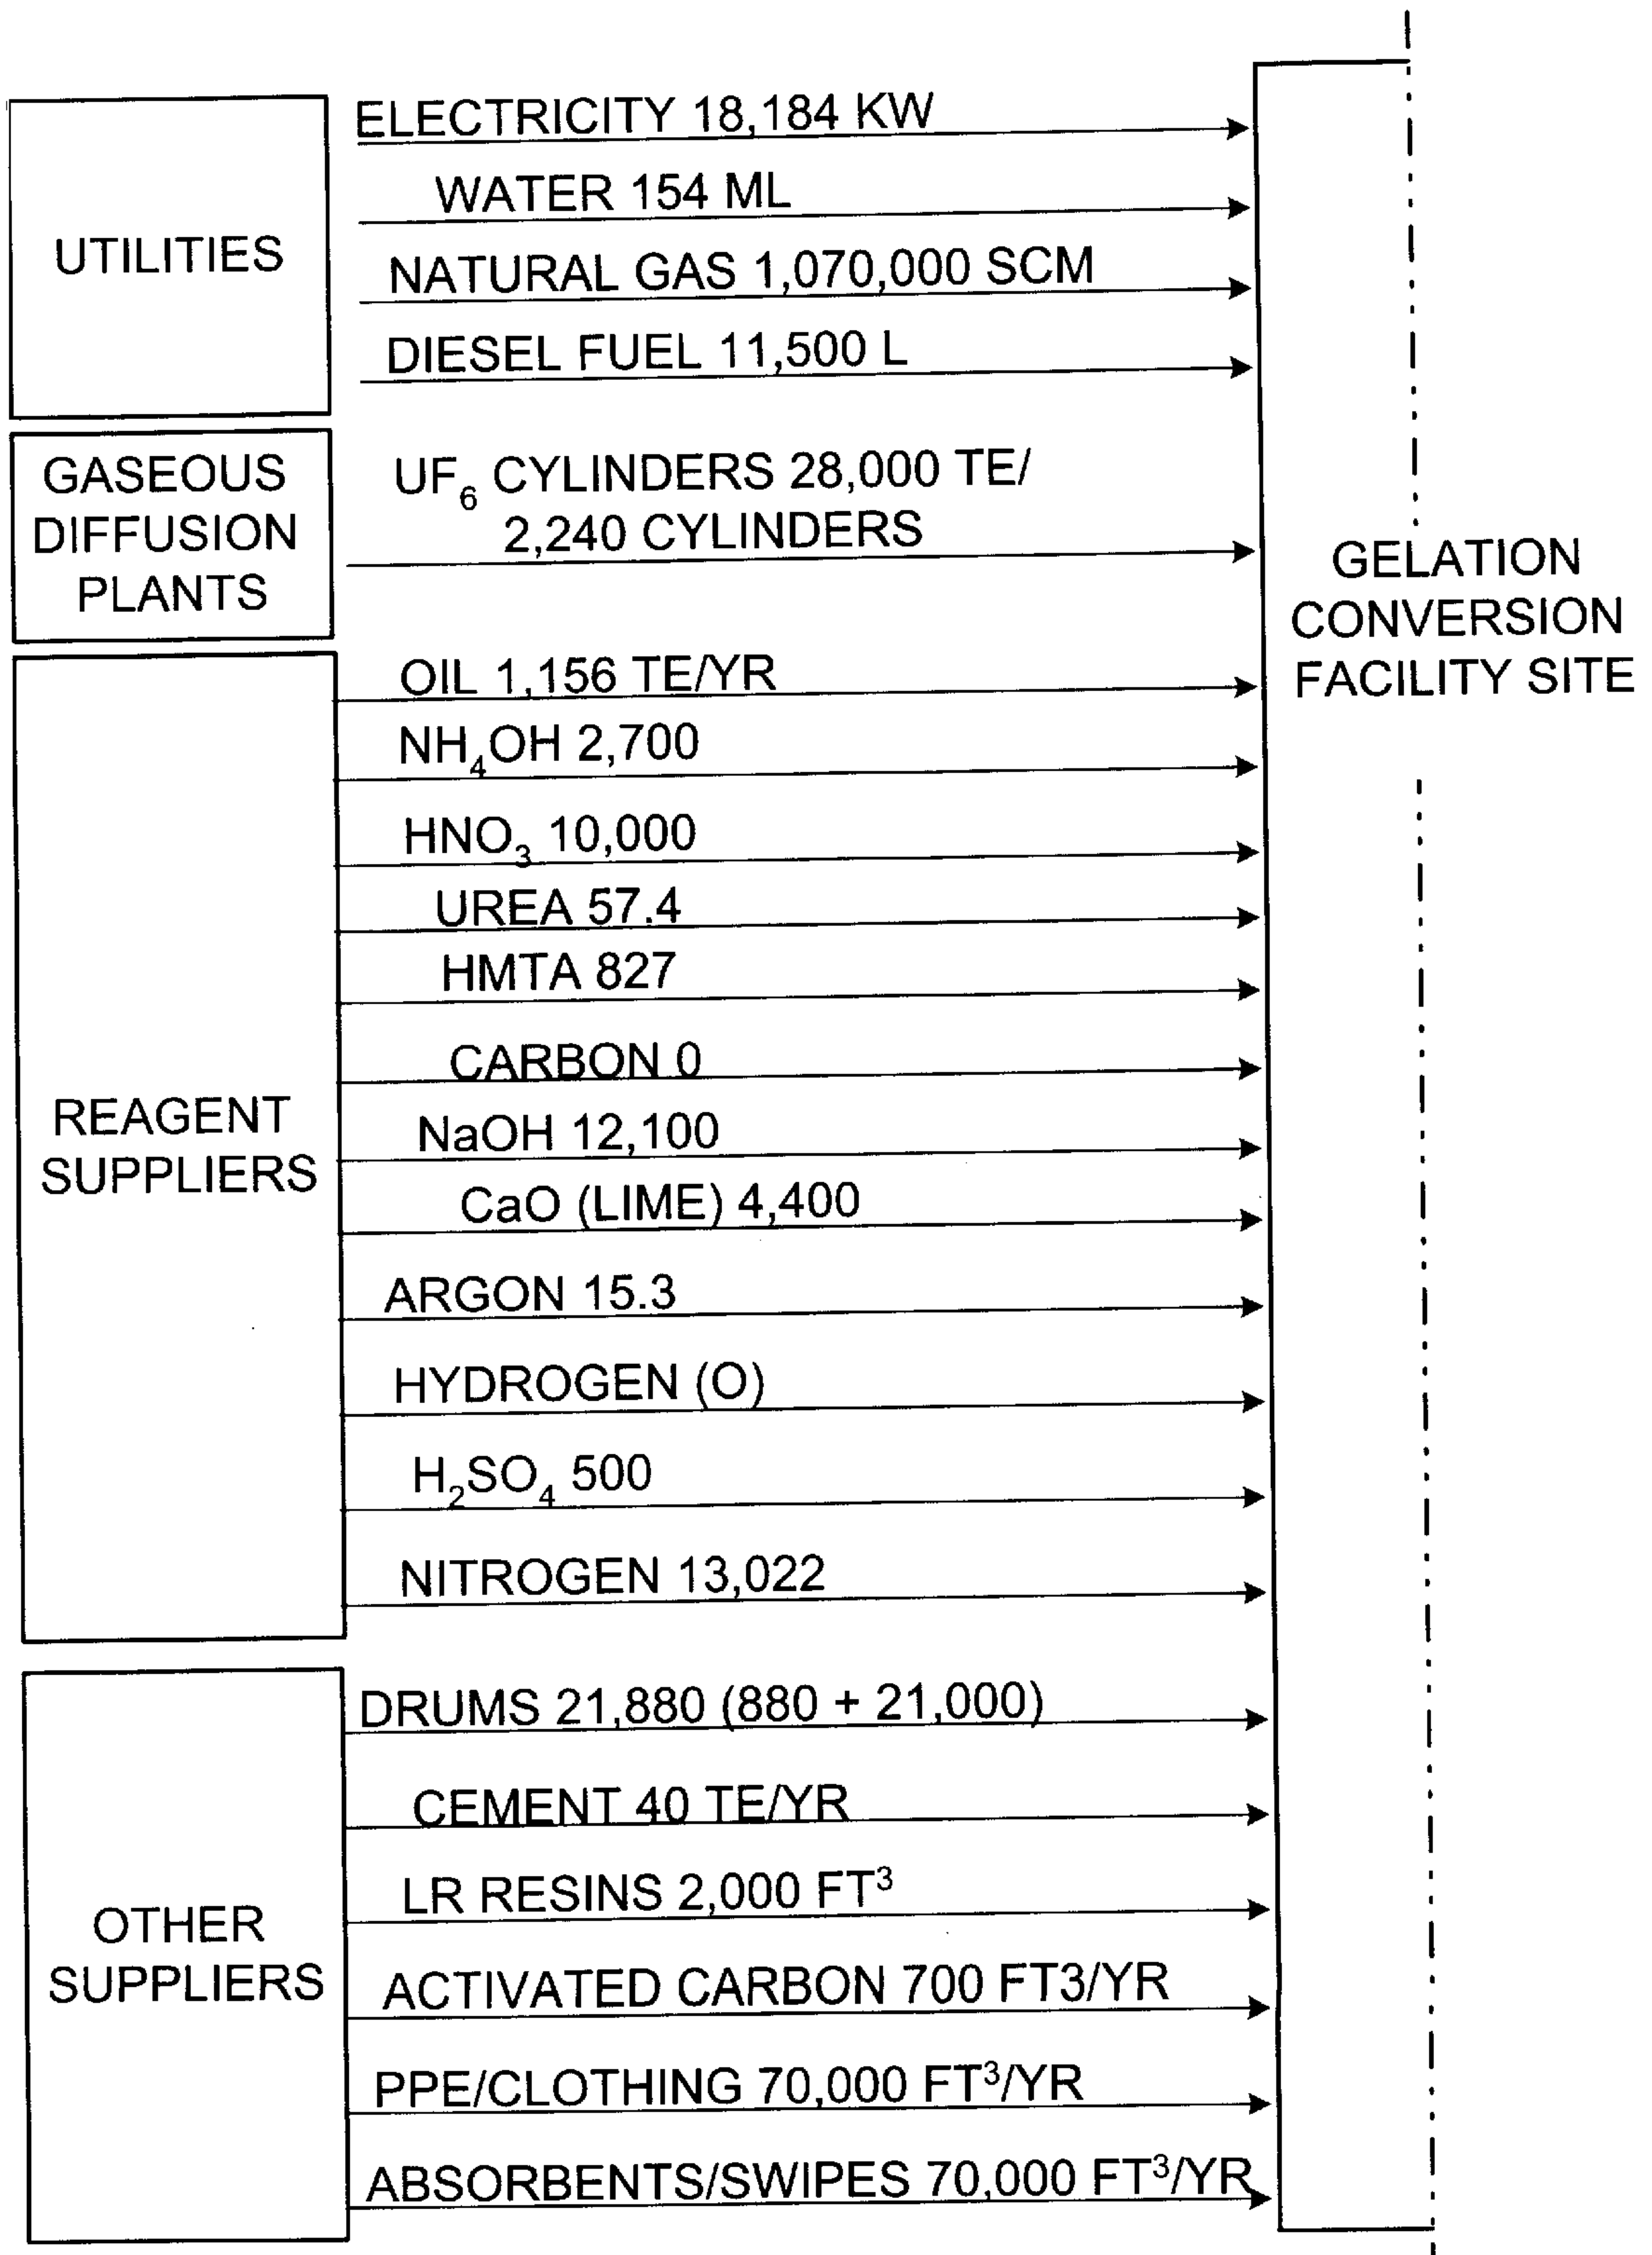 UTILITIES
ELECTRICITY 18,184 KW
WATER 154 ML
NATURAL GAS 1,070,000 SCM
DIESEL FUEL 11,500 L
GASEOUS
DIFFUSION
PLANTS
UF₆ CYLINDERS 28,000 TE/
2,240 CYLINDERS
GELATION
CONVERSION
FACILITY SITE
REAGENT
SUPPLIERS
OIL 1,156 TE/YR
NH₄OH 2,700
HNO₃ 10,000
UREA 57.4
HMTA 827
CARBON 0
NaOH 12,100
CaO (LIME) 4,400
ARGON 15.3
HYDROGEN (O)
H₂SO₄ 500
NITROGEN 13,022
OTHER
SUPPLIERS
DRUMS 21,880 (880 + 21,000)
CEMENT 40 TE/YR
LR RESINS 2,000 FT³
ACTIVATED CARBON 700 FT3/YR
PPE/CLOTHING 70,000 FT³/YR
ABSORBENTS/SWIPES 70,000 FT³/YR